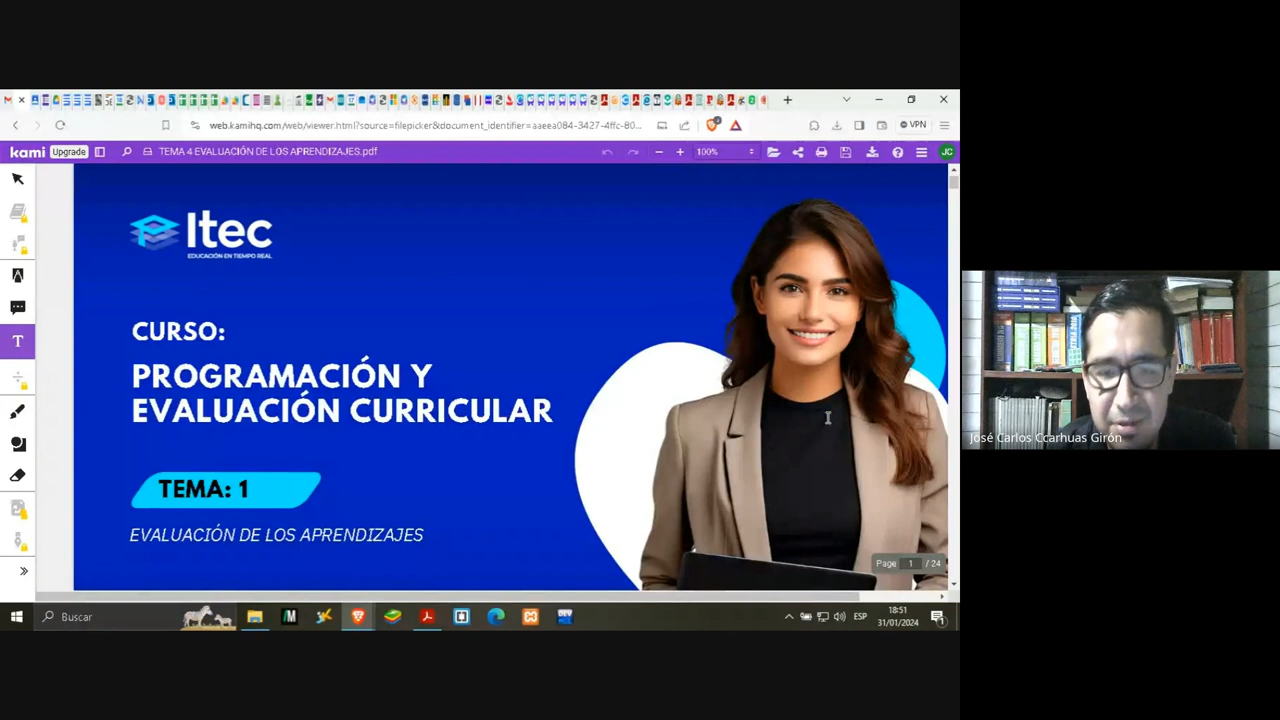 web.kamihq.com/web/viewer.html?source=filepicker&document_identifier=aaeea084-3427-4ffc-80...
VPN
kami Upgrade
TEMA 4 EVALUACIÓN DE LOS APRENDIZAJES.pdf
100%
JC
Itec
EDUCACIÓN EN TIEMPO REAL
CURSO:
PROGRAMACIÓN Y
EVALUACIÓN CURRICULAR
TEMA: 1
EVALUACIÓN DE LOS APRENDIZAJES
Page 1 / 24
José Carlos Ccarhuas Girón
Buscar
ESP
18:51
31/01/2024